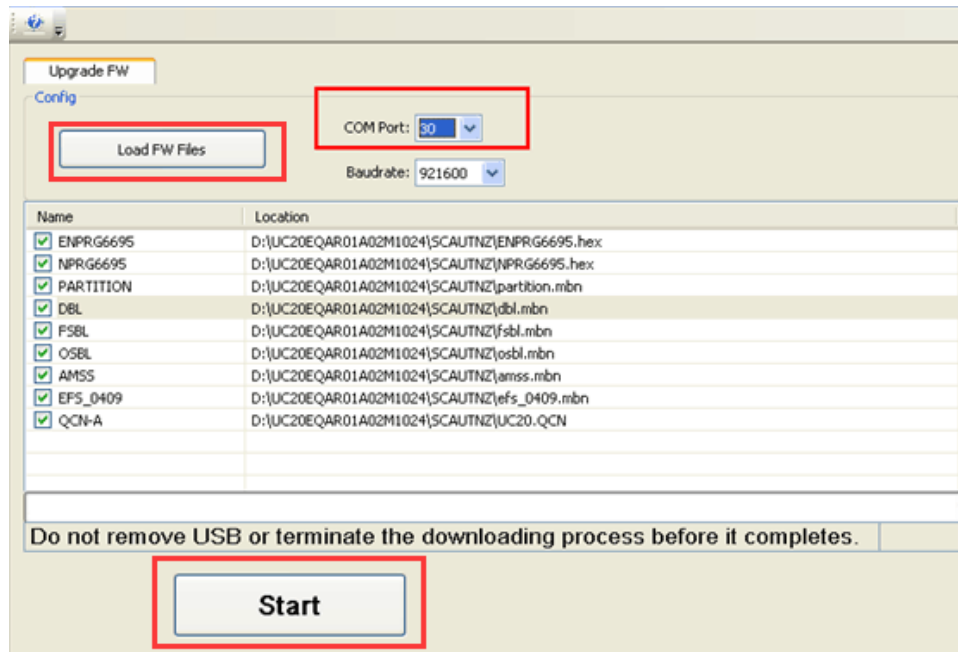 Upgrade FW
Config
Load FW Files
COM Port: 30
Baudrate: 921600
Name Location
ENPRG6695 D:\UC20EQAR01A02M1024\SCAUTNZ\ENPRG6695.hex
NPRG6695 D:\UC20EQAR01A02M1024\SCAUTNZ\NPRG6695.hex
PARTITION D:\UC20EQAR01A02M1024\SCAUTNZ\partition.mbn
DBL D:\UC20EQAR01A02M1024\SCAUTNZ\dbl.mbn
FSBL D:\UC20EQAR01A02M1024\SCAUTNZ\fsbl.mbn
OSBL D:\UC20EQAR01A02M1024\SCAUTNZ\osbl.mbn
AMSS D:\UC20EQAR01A02M1024\SCAUTNZ\amss.mbn
EFS_0409 D:\UC20EQAR01A02M1024\SCAUTNZ\efs_0409.mbn
QCN-A D:\UC20EQAR01A02M1024\SCAUTNZ\UC20.QCN
Do not remove USB or terminate the downloading process before it completes.
Start